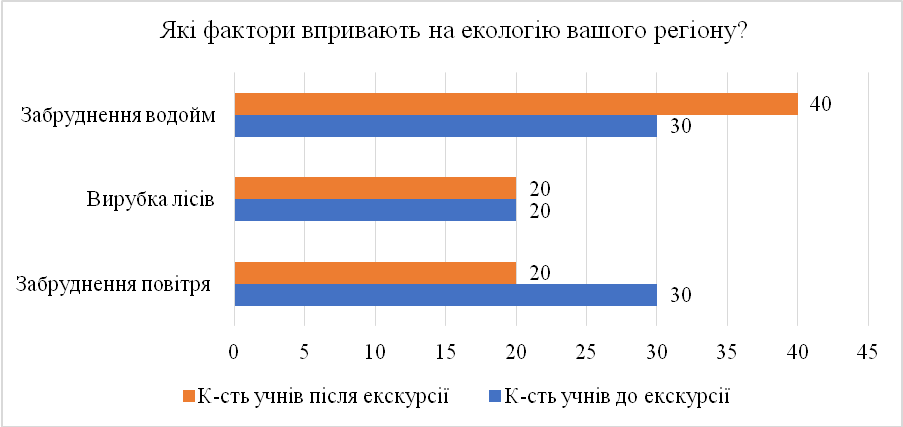 Які фактори впривають на екологію вашого регіону?
Забруднення водойм
40
30
Вирубка лісів
20
20
Забруднення повітря
20
30
0 5 10 15 20 25 30 35 40 45
К-сть учнів після екскурсії К-сть учнів до екскурсії